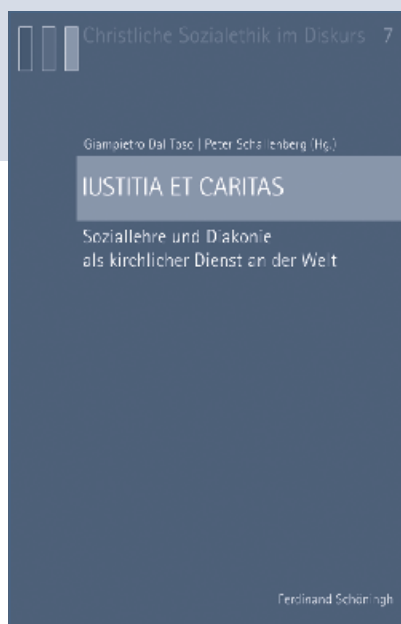 Christliche Sozialethik im Diskurs 7
Giampietro Dal Toso | Peter Schallenberg (Hg.)
IUSTITIA ET CARITAS
Soziallehre und Diakonie
als kirchlicher Dienst an der Welt
Ferdinand Schöningh